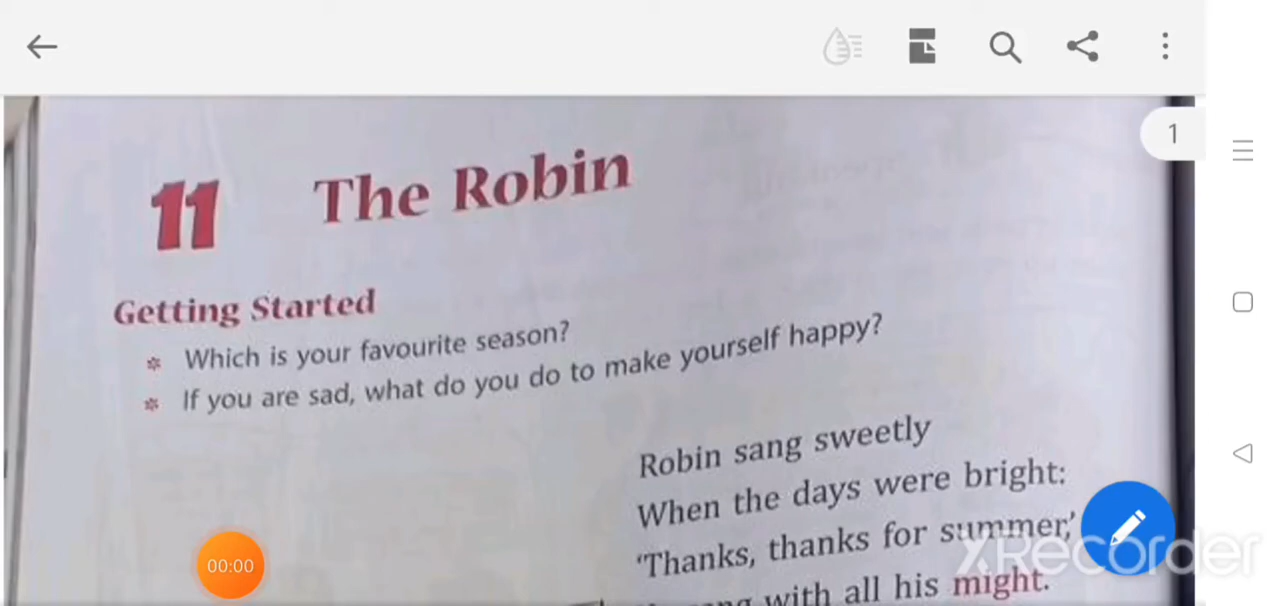 1
11 The Robin
Getting Started
* Which is your favourite season?
* If you are sad, what do you do to make yourself happy?
Robin sang sweetly
When the days were bright:
‘Thanks, thanks for summer,’
with all his might.
00:00
XRecorder